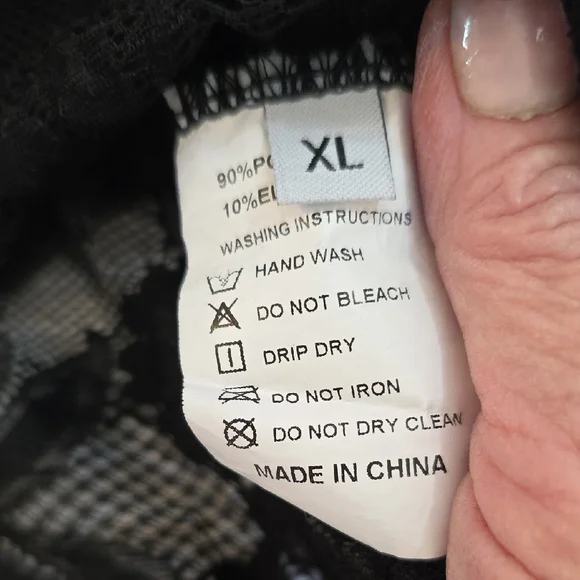 XL
90%PO
10%EL
WASHING INSTRUCTIONS
HAND WASH
DO NOT BLEACH
DRIP DRY
DO NOT IRON
DO NOT DRY CLEAN
MADE IN CHINA